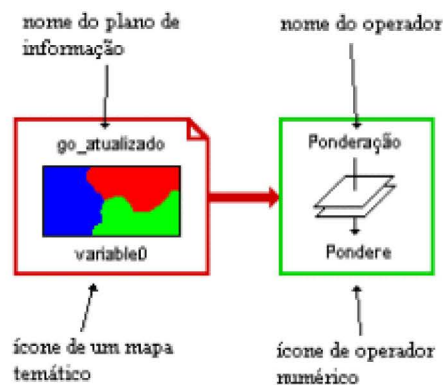 nome do plano de
informação
nome do operador
go_atualizado
variable0
Ponderação
Pondere
ícone de um mapa
temático
ícone de operador
numérico